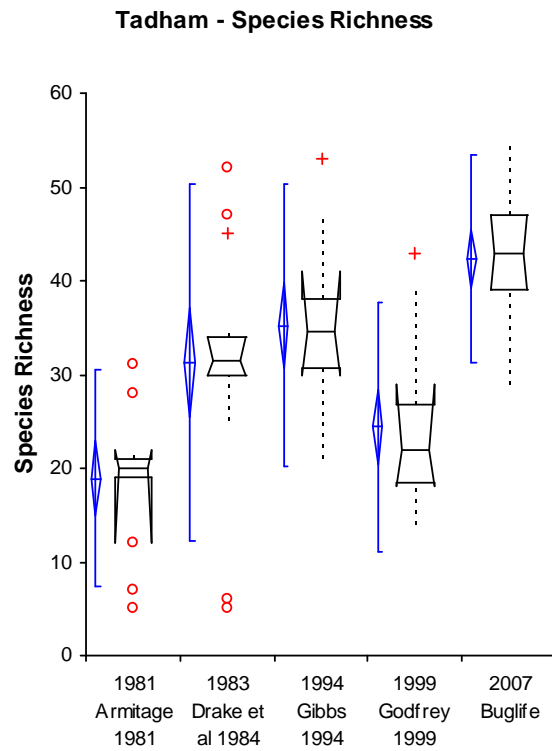 Tadham - Species Richness
60
50
40
30
20
10
0
Species Richness
1981
Armitage
1981
1983
Drake et
al 1984
1994
Gibbs
1994
1999
Godfrey
1999
2007
Buglife